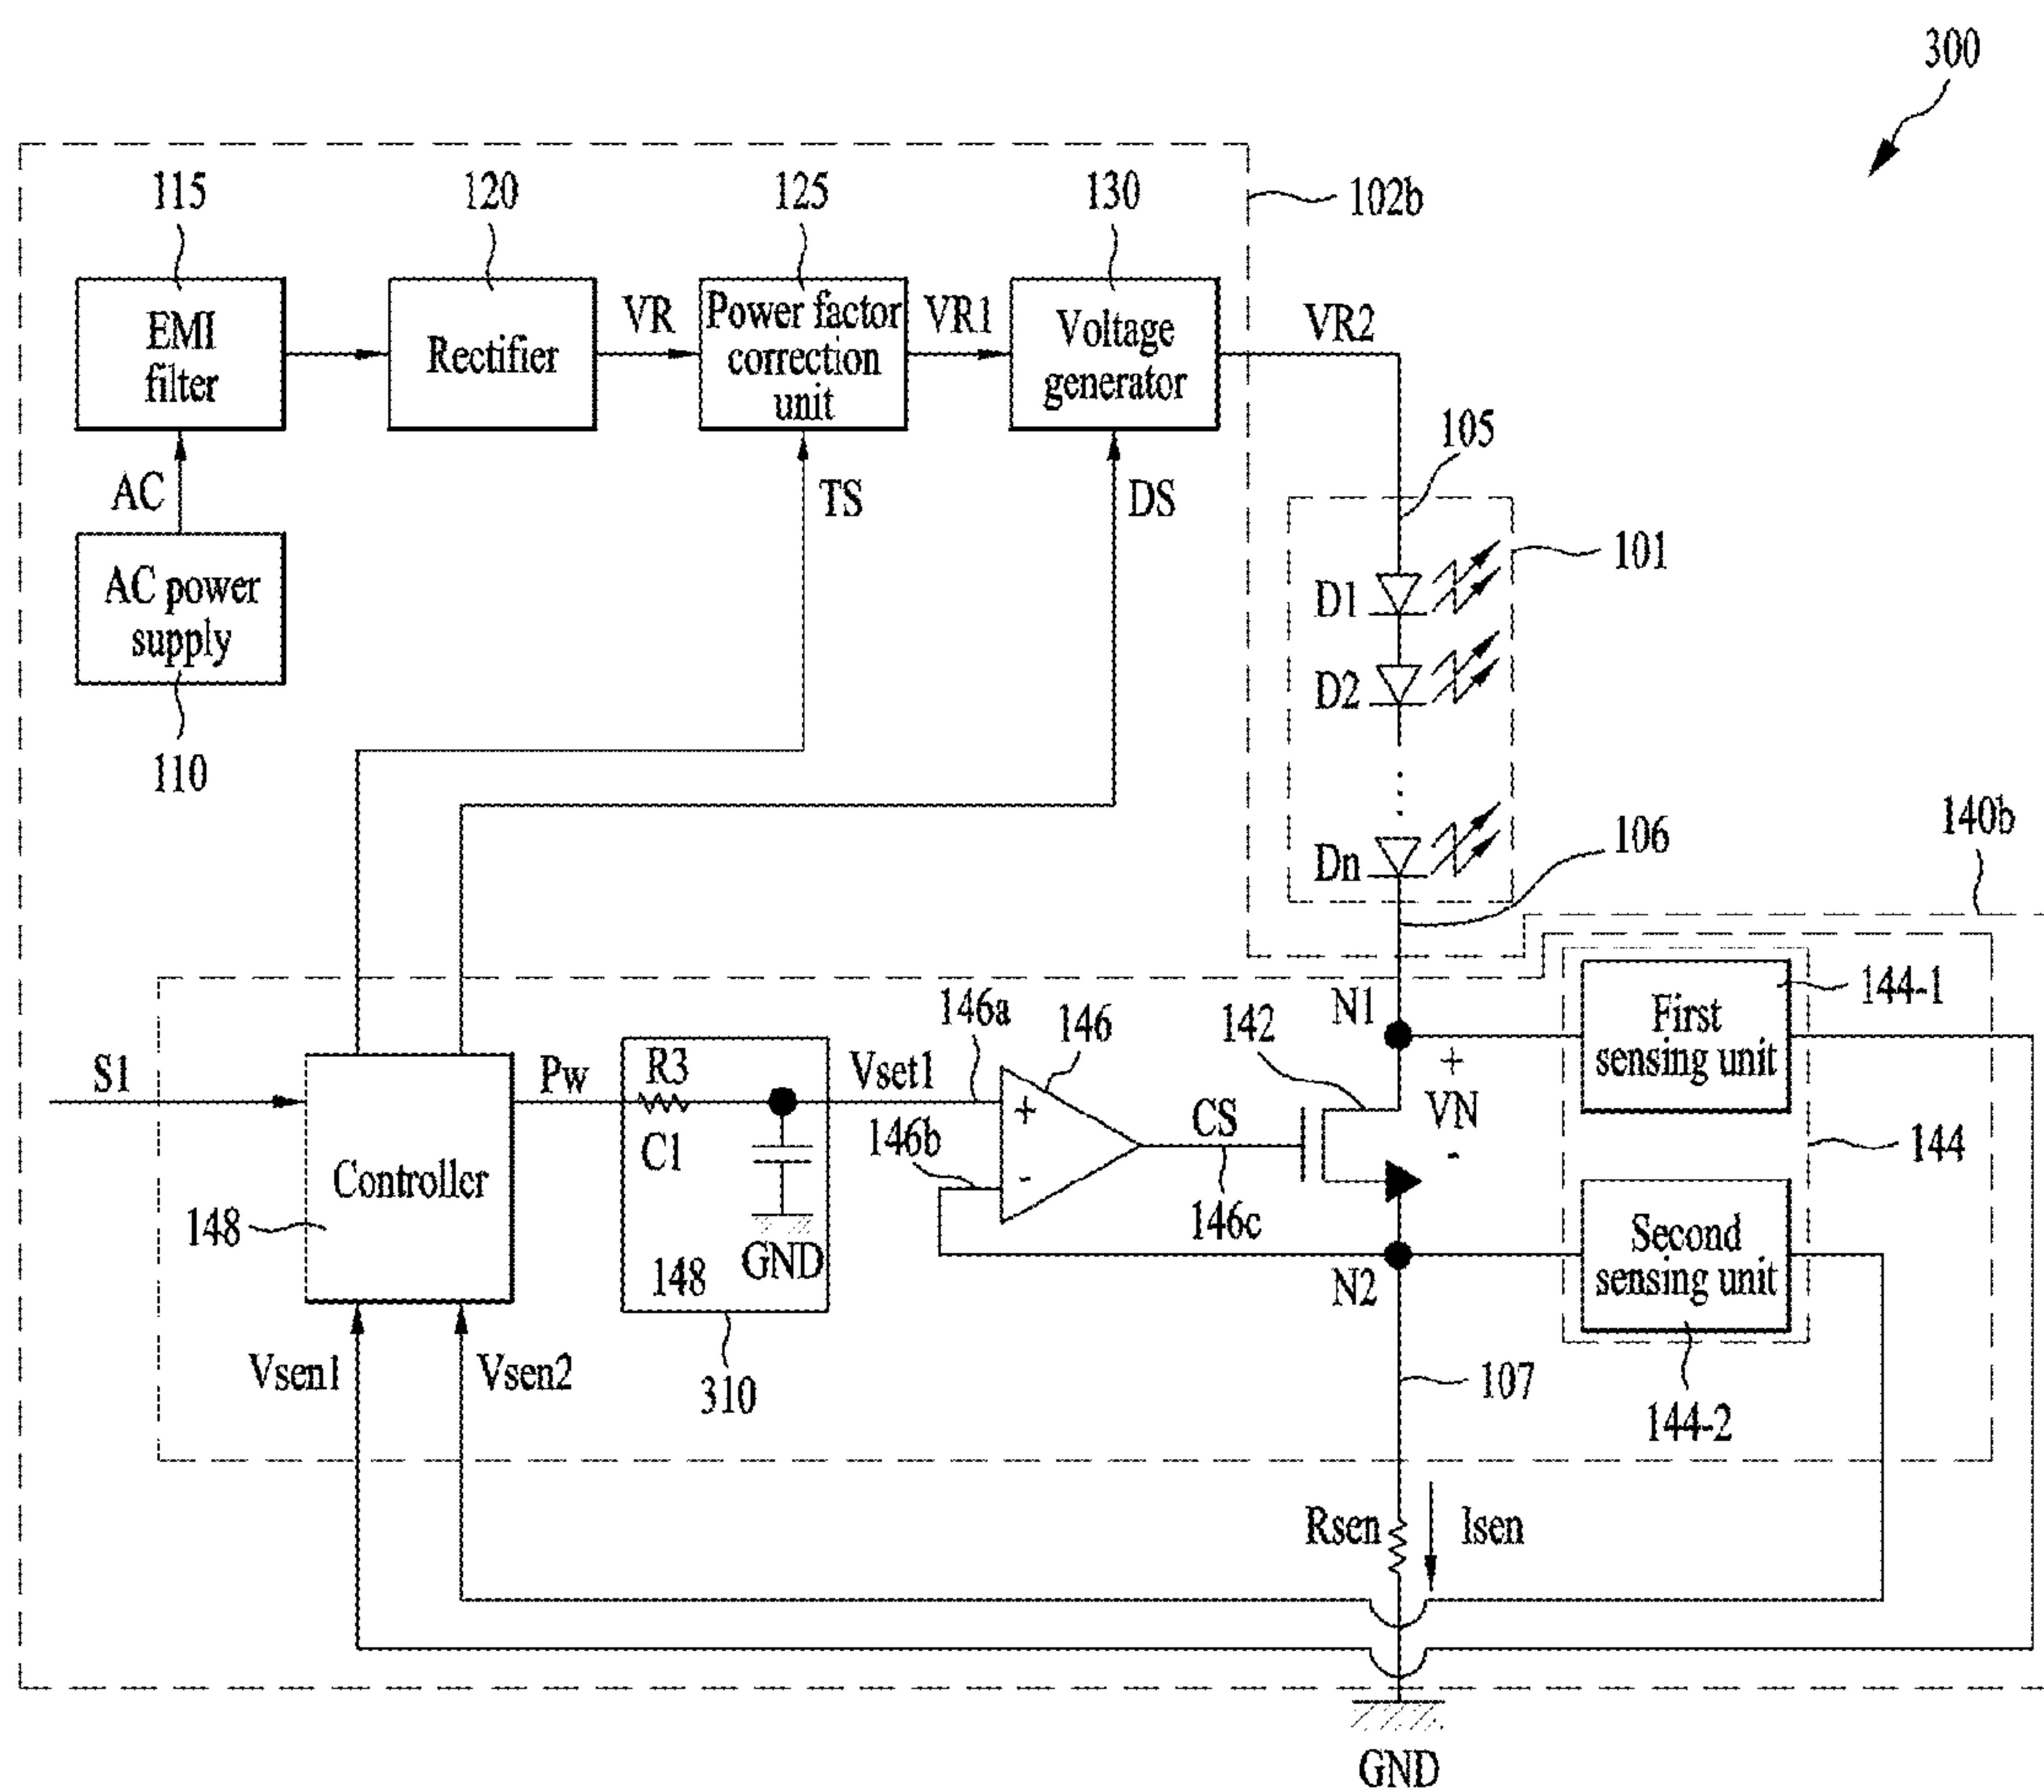 300
115
120
125
130
102b
EMI
filter
Rectifier
VR
Power factor
correction
unit
VR1
Voltage
generator
VR2
105
AC
TS
DS
101
AC power
supply
110
D1
D2
Dn
106
140b
S1
Controller
148
Pw
R3
C1
GND
148
310
Vset1
146a
146b
146
+
-
CS
146c
142
N1
+
VN
-
N2
First
sensing unit
144-1
144
Second
sensing unit
144-2
Vsen1
Vsen2
107
Rsen
Isen
GND